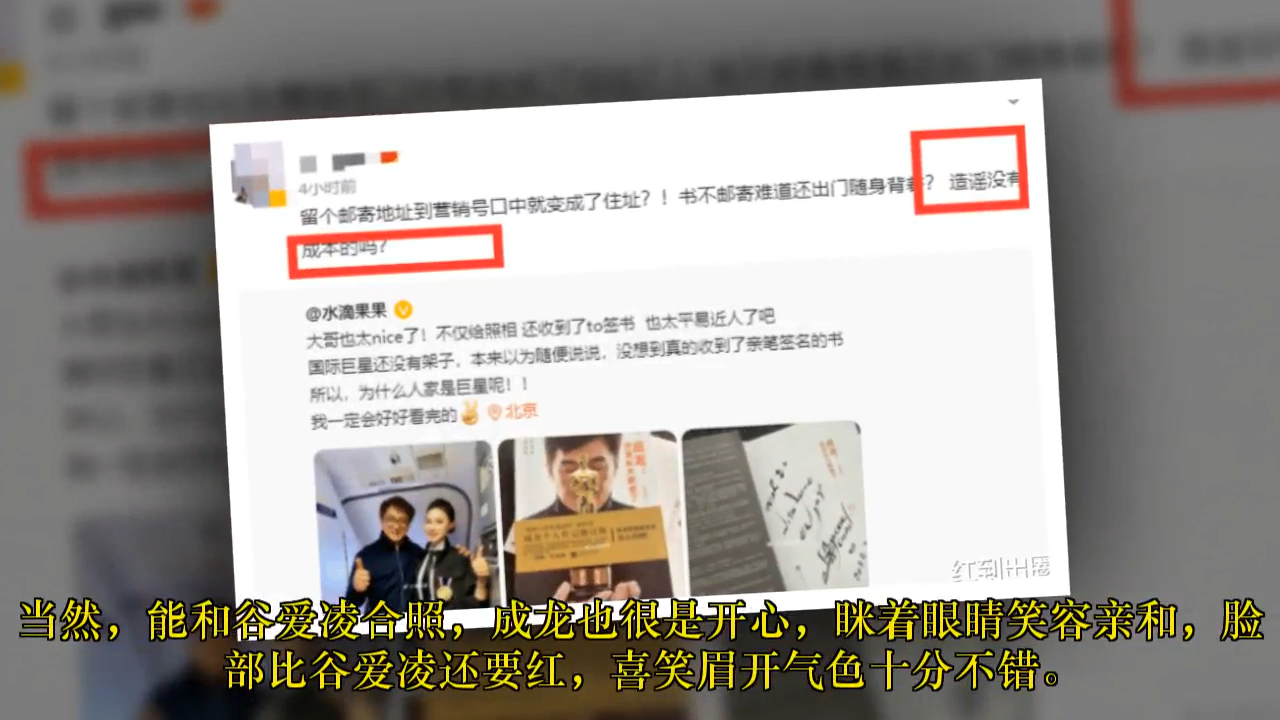 4小时前
留个邮寄地址到营销号口中就变成了住址？！书不邮寄难道还出门随身背着？ 造谣没有
成本的吗？
@水滴果果
大哥也太nice了！不仅给照相 还收到了to签书 也太平易近人了吧
国际巨星还没有架子，本来以为随便说说，没想到真的收到了亲笔签名的书
所以，为什么人家是巨星呢！！
我一定会好好看完的 北京
红到出圈
当然，能和谷爱凌合照，成龙也很是开心，眯着眼睛笑容亲和，脸
部比谷爱凌还要红，喜笑眉开气色十分不错。